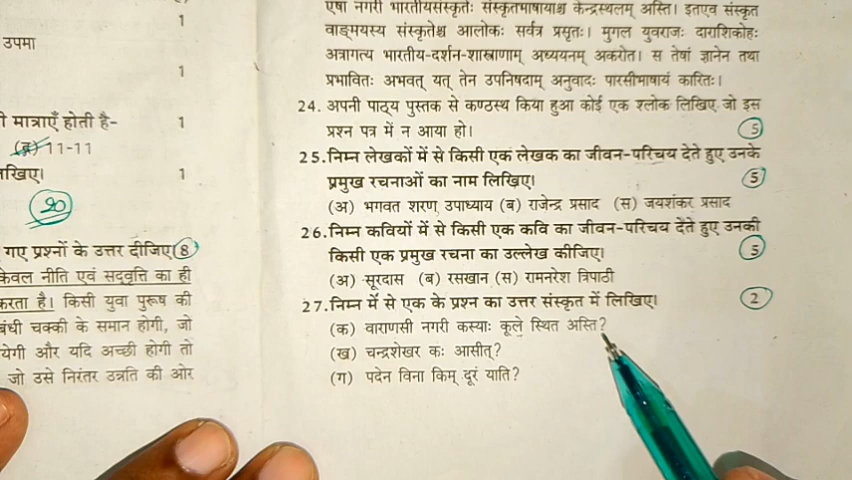 उपमा
1
1
ी मात्राएँ होती है-
1
(ब) 11-11
1
20
गए प्रश्नों के उत्तर दीजिए 8
केवल नीति एवं सद्वृत्ति का ही
करता है। किसी युवा पुरूष की
बंधी चक्की के समान होगी, जो
येगी और यदि अच्छी होगी तो
जो उसे निरंतर उन्नति की ओर
एषा नगरी भारतीयसंस्कृतेः संस्कृतभाषायाश्च केन्द्रस्थलम् अस्ति। इतएव संस्कृत
वाङ्मयस्य संस्कृतेश्च आलोकः सर्वत्र प्रसृतः। मुगल युवराजः दाराशिकोहः
अत्रागत्य भारतीय-दर्शन-शास्त्राणाम् अध्ययनम् अकरोत। स तेषां ज्ञानेन तथा
प्रभावितः अभवत् यत् तेन उपनिषदाम् अनुवादः पारसीभाषायां कारितः।
24. अपनी पाठ्य पुस्तक से कण्ठस्थ किया हुआ कोई एक श्लोक लिखिए जो इस
प्रश्न पत्र में न आया हो। 5
25.निम्न लेखकों में से किसी एक लेखक का जीवन-परिचय देते हुए उनके
प्रमुख रचनाओं का नाम लिखिए। 5
(अ) भगवत शरण उपाध्याय (ब) राजेन्द्र प्रसाद (स) जयशंकर प्रसाद
26.निम्न कवियों में से किसी एक कवि का जीवन-परिचय देते हुए उनकी
किसी एक प्रमुख रचना का उल्लेख कीजिए। 5
(अ) सूरदास (ब) रसखान (स) रामनरेश त्रिपाठी
27.निम्न में से एक के प्रश्न का उत्तर संस्कृत में लिखिए। 2
(क) वाराणसी नगरी कस्याः कूले स्थित अस्ति?
(ख) चन्द्रशेखर कः आसीत्?
(ग) पदेन विना किम् दूरं याति?